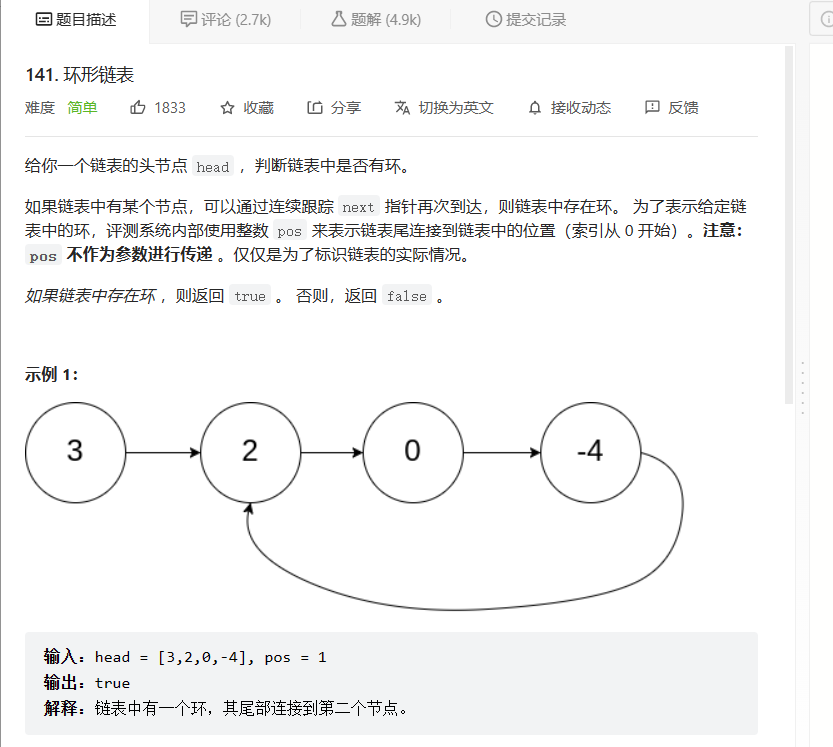 题目描述 评论 (2.7k) 题解 (4.9k) 提交记录
141. 环形链表
难度 简单 1833 收藏 分享 切换为英文 接收动态 反馈
给你一个链表的头节点 head ，判断链表中是否有环。
如果链表中有某个节点，可以通过连续跟踪 next 指针再次到达，则链表中存在环。 为了表示给定链
表中的环，评测系统内部使用整数 pos 来表示链表尾连接到链表中的位置（索引从 0 开始）。注意：
pos 不作为参数进行传递 。仅仅是为了标识链表的实际情况。
如果链表中存在环 ，则返回 true 。 否则，返回 false 。
示例 1：
3 2 0 -4
输入：head = [3,2,0,-4], pos = 1
输出：true
解释：链表中有一个环，其尾部连接到第二个节点。